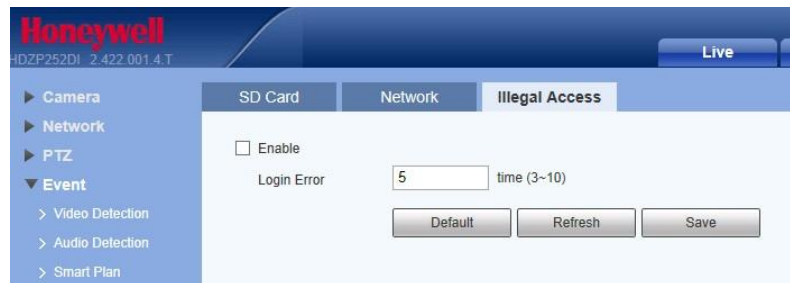 Honeywell
HDZP252DI 2.422.001.4.T
Live
Camera
Network
PTZ
Event
Video Detection
Audio Detection
Smart Plan
SD Card
Network
Illegal Access
Enable
Login Error 5 time (3~10)
Default Refresh Save